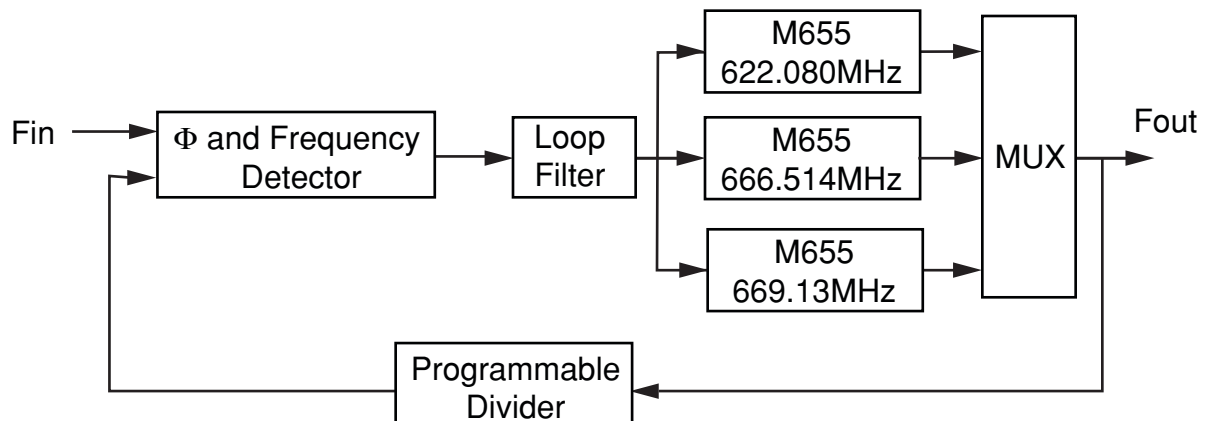 Fin
Φ and Frequency
Detector
Loop
Filter
M655
622.080MHz
M655
666.514MHz
M655
669.13MHz
MUX
Fout
Programmable
Divider